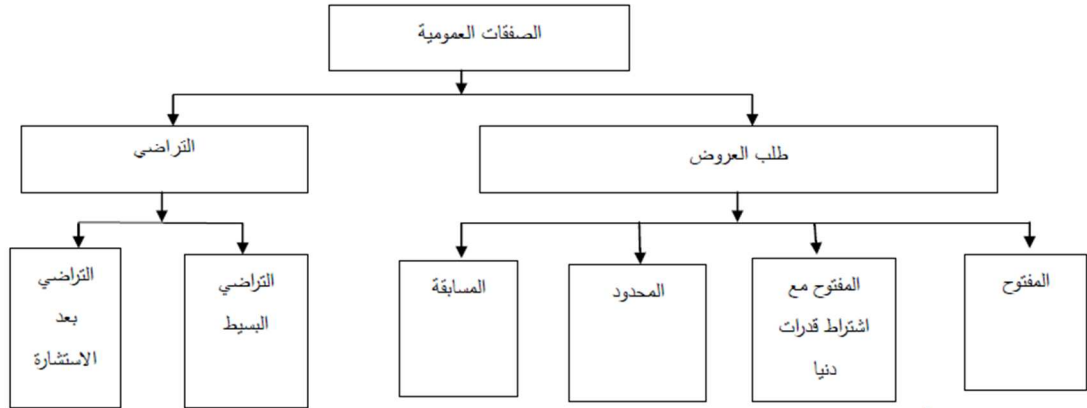 الصفقات العمومية
طلب العروض
التراضي
المفتوح
المفتوح مع
اشتراط قدرات
دنيا
المحدود
المسابقة
التراضي
البسيط
التراضي
بعد
الاستشارة